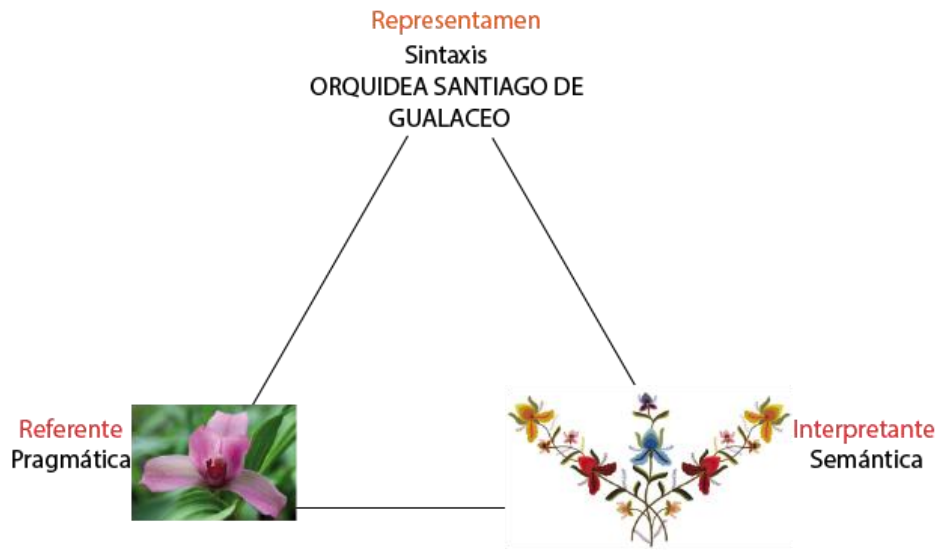 Representamen
Sintaxis
ORQUIDEA SANTIAGO DE
GUALACEO
Referente
Pragmática
Interpretante
Semántica